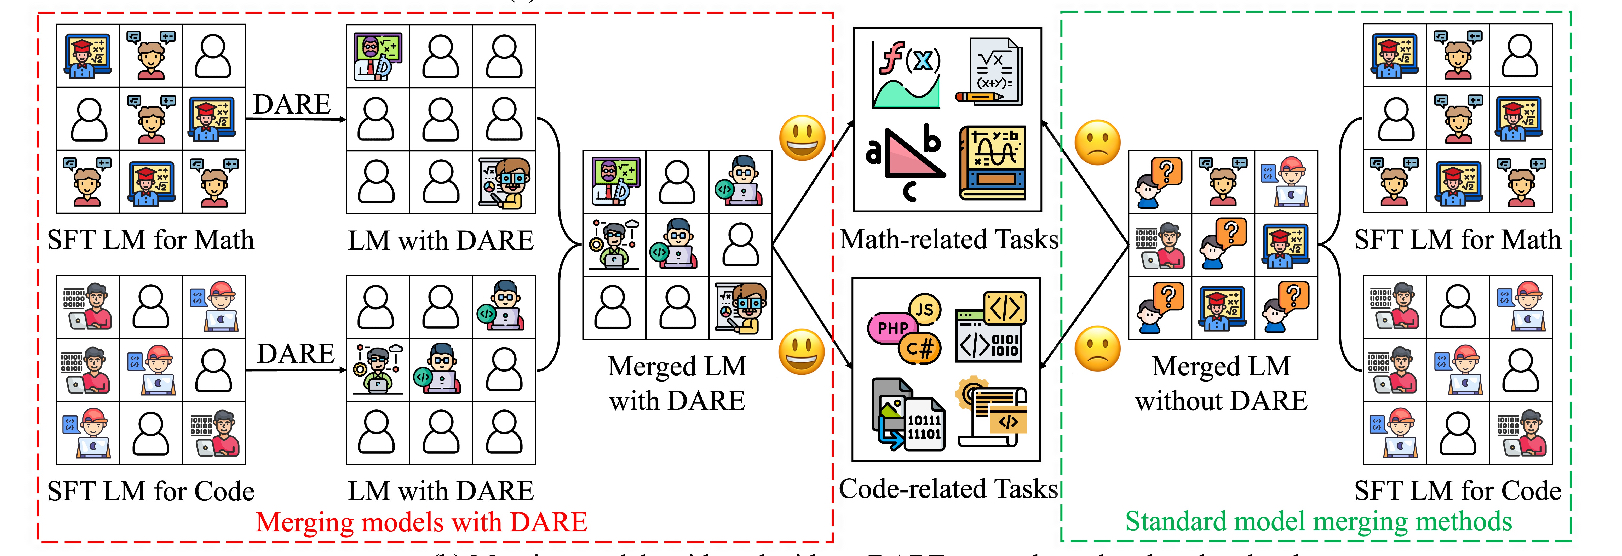 DARE
SFT LM for Math
LM with DARE
DARE
SFT LM for Code
LM with DARE
Merged LM
with DARE
Merging models with DARE
f(x)
√x
(x+y)=
a
b
c
Math-related Tasks
JS
PHP
C#
</>
</> 0101
1010
10111
11101
</>
Code-related Tasks
Merged LM
without DARE
SFT LM for Math
SFT LM for Code
Standard model merging methods